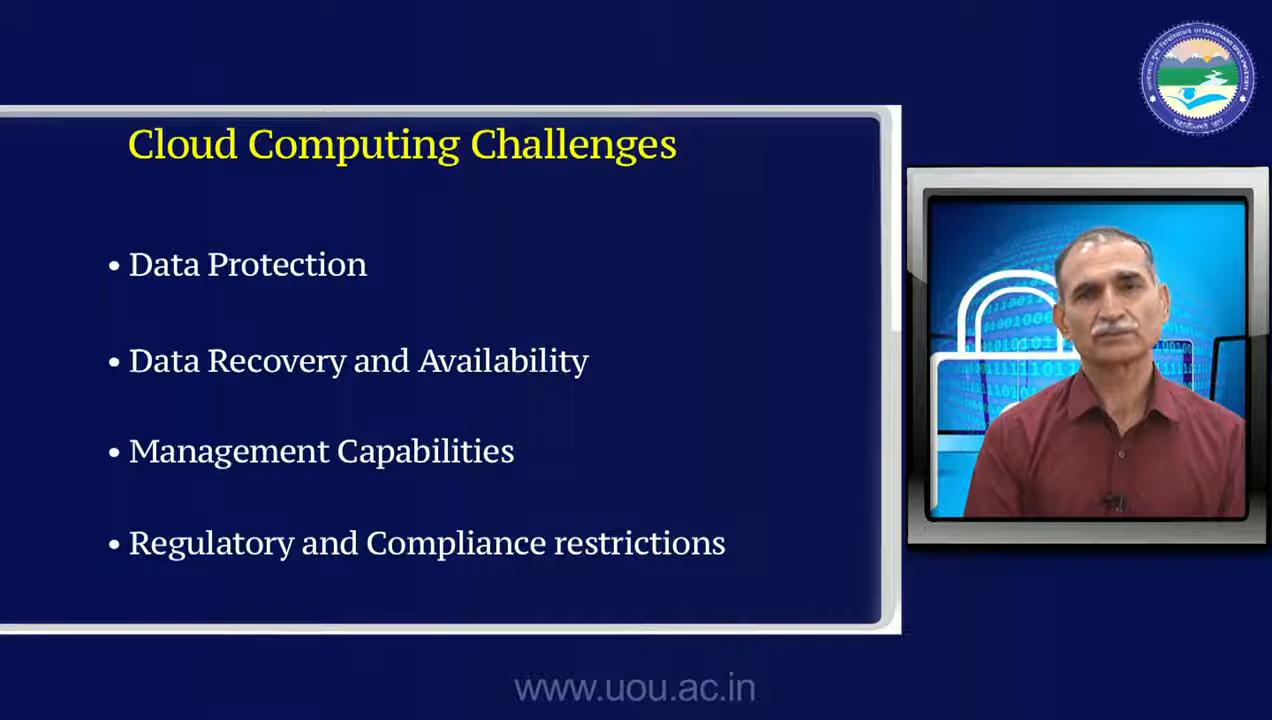 Cloud Computing Challenges
• Data Protection
• Data Recovery and Availability
• Management Capabilities
• Regulatory and Compliance restrictions
www.uou.ac.in